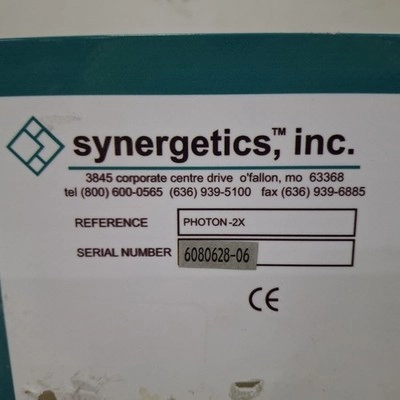 synergetics,™ inc.
3845 corporate centre drive o'fallon, mo 63368
tel (800) 600-0565 (636) 939-5100 fax (636) 939-6885
REFERENCE PHOTON-2X
SERIAL NUMBER 6080628-06
CE